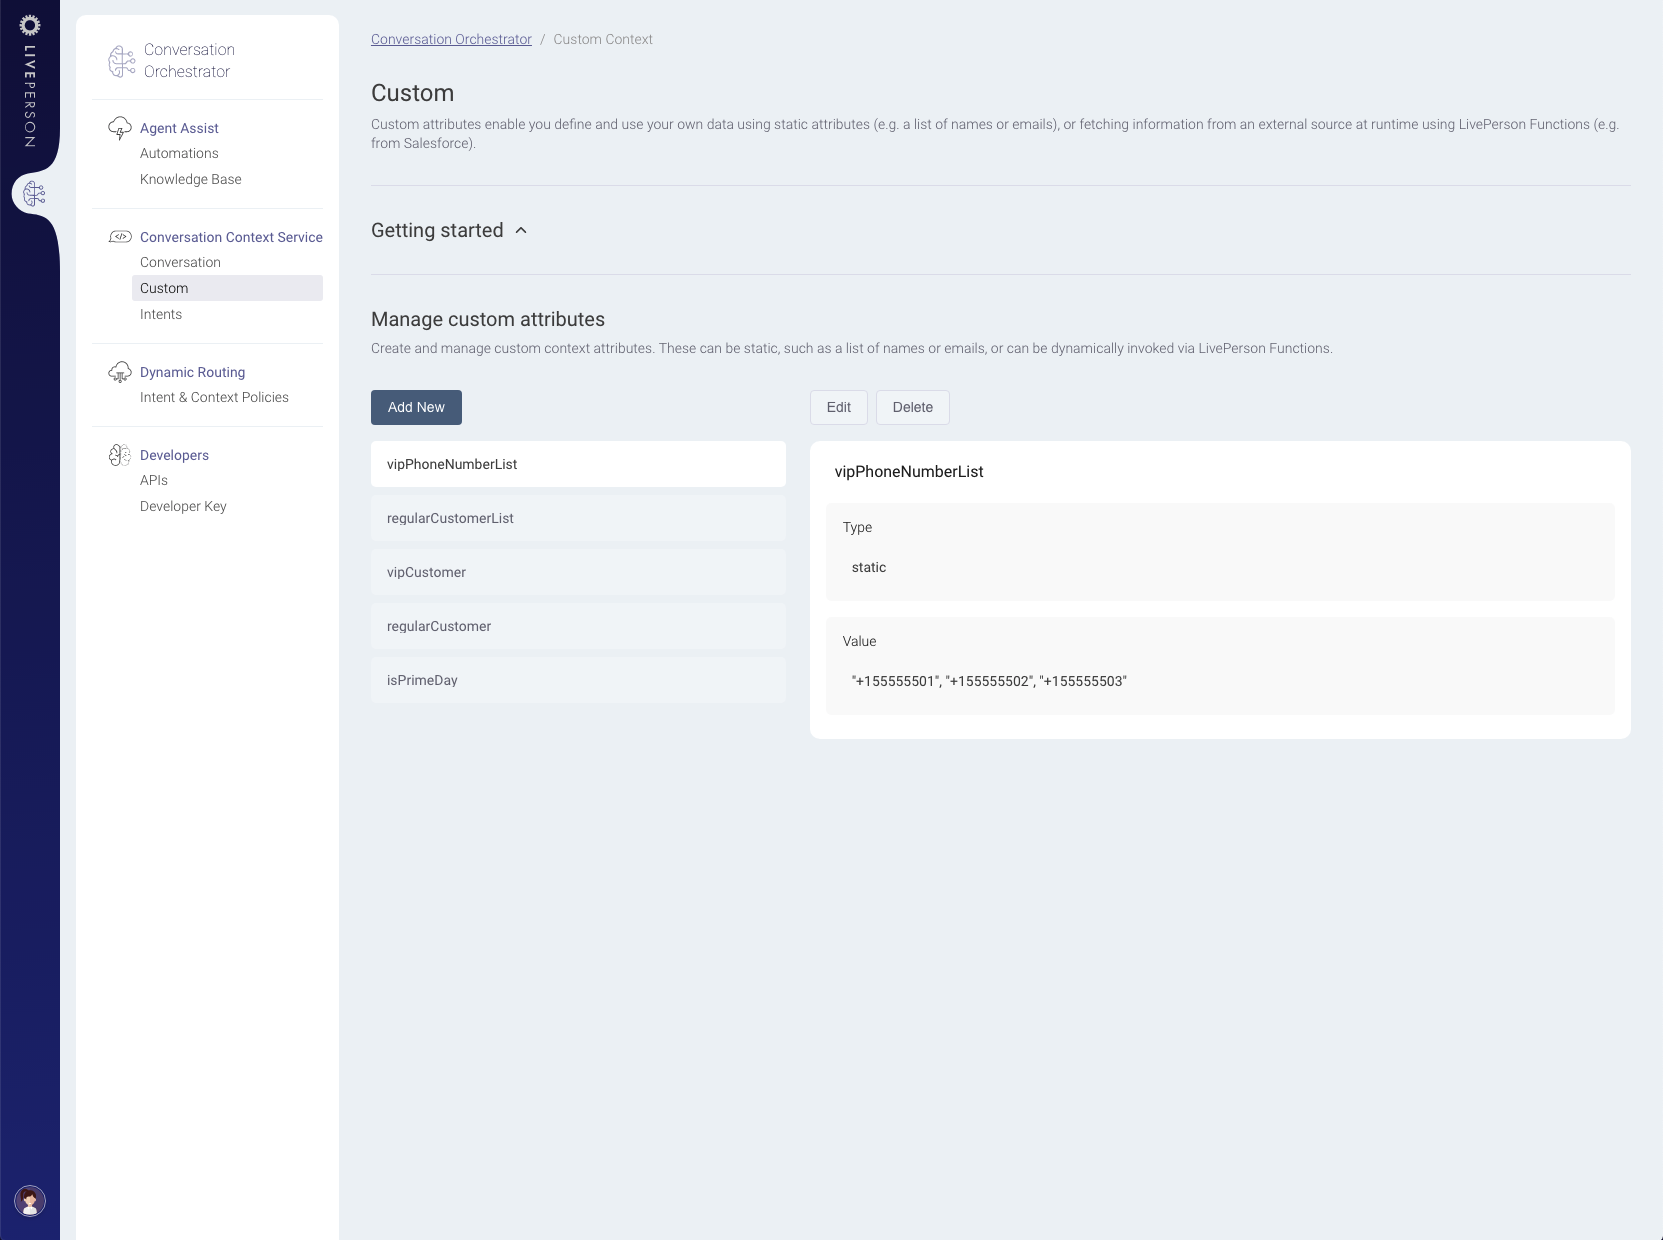 LIVEPERSON
Conversation
Orchestrator
Agent Assist
Automations
Knowledge Base
Conversation Context Service
Conversation
Custom
Intents
Dynamic Routing
Intent & Context Policies
Developers
APIs
Developer Key
Conversation Orchestrator / Custom Context
Custom
Custom attributes enable you define and use your own data using static attributes (e.g. a list of names or emails), or fetching information from an external source at runtime using LivePerson Functions (e.g.
from Salesforce).
Getting started
Manage custom attributes
Create and manage custom context attributes. These can be static, such as a list of names or emails, or can be dynamically invoked via LivePerson Functions.
Add New
vipPhoneNumberList
regularCustomerList
vipCustomer
regularCustomer
isPrimeDay
Edit Delete
vipPhoneNumberList
Type
static
Value
"+155555501", "+155555502", "+155555503"